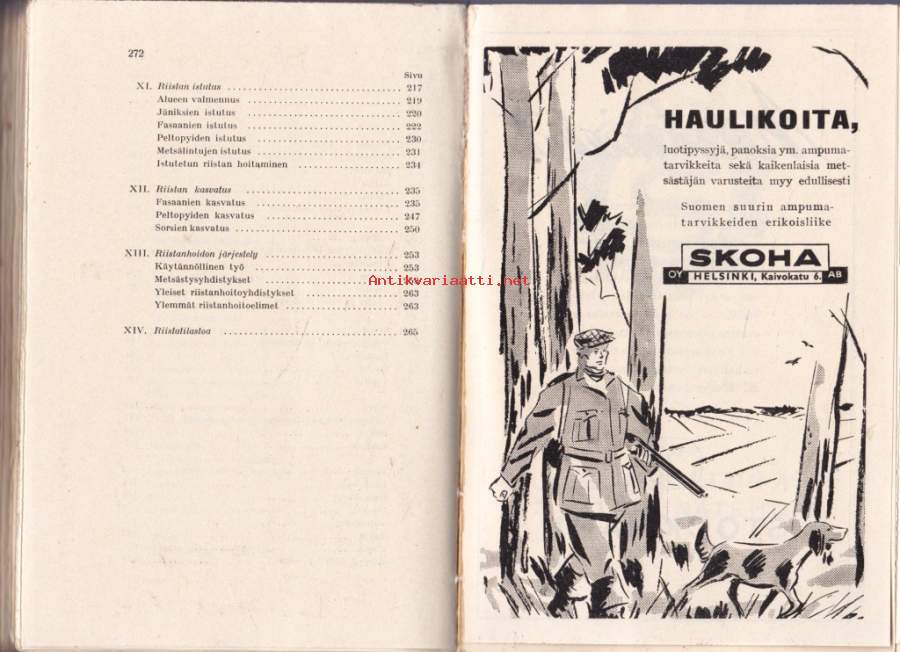 272
Sivu
XI. Riistan istutus 217
Alueen valmennus 219
Jäniksien istutus 220
Fasaanien istutus 222
Peltopyiden istutus 230
Metsälintujen istutus 231
Istutetun riistan hoitaminen 234
XII. Riistan kasvatus 235
Fasaanien kasvatus 235
Peltopyiden kasvatus 247
Sorsien kasvatus 250
XIII. Riistanhoidon järjestely 253
Käytännöllinen työ 253
Metsästysyhdistykset
Yleiset riistanhoitoyhdistykset 263
Ylemmät riistanhoitoelimet 263
XIV. Riistatilastoa 265
Antikvariaatti.net
HAULIKOITA,
luotipyssyjä, panoksia ym. ampuma-
tarvikkeita sekä kaikenlaisia met-
sästäjän varusteita myy edullisesti
Suomen suurin ampuma-
tarvikkeiden erikoisliike
SKOHA
OY HELSINKI, Kaivokatu 6. AB